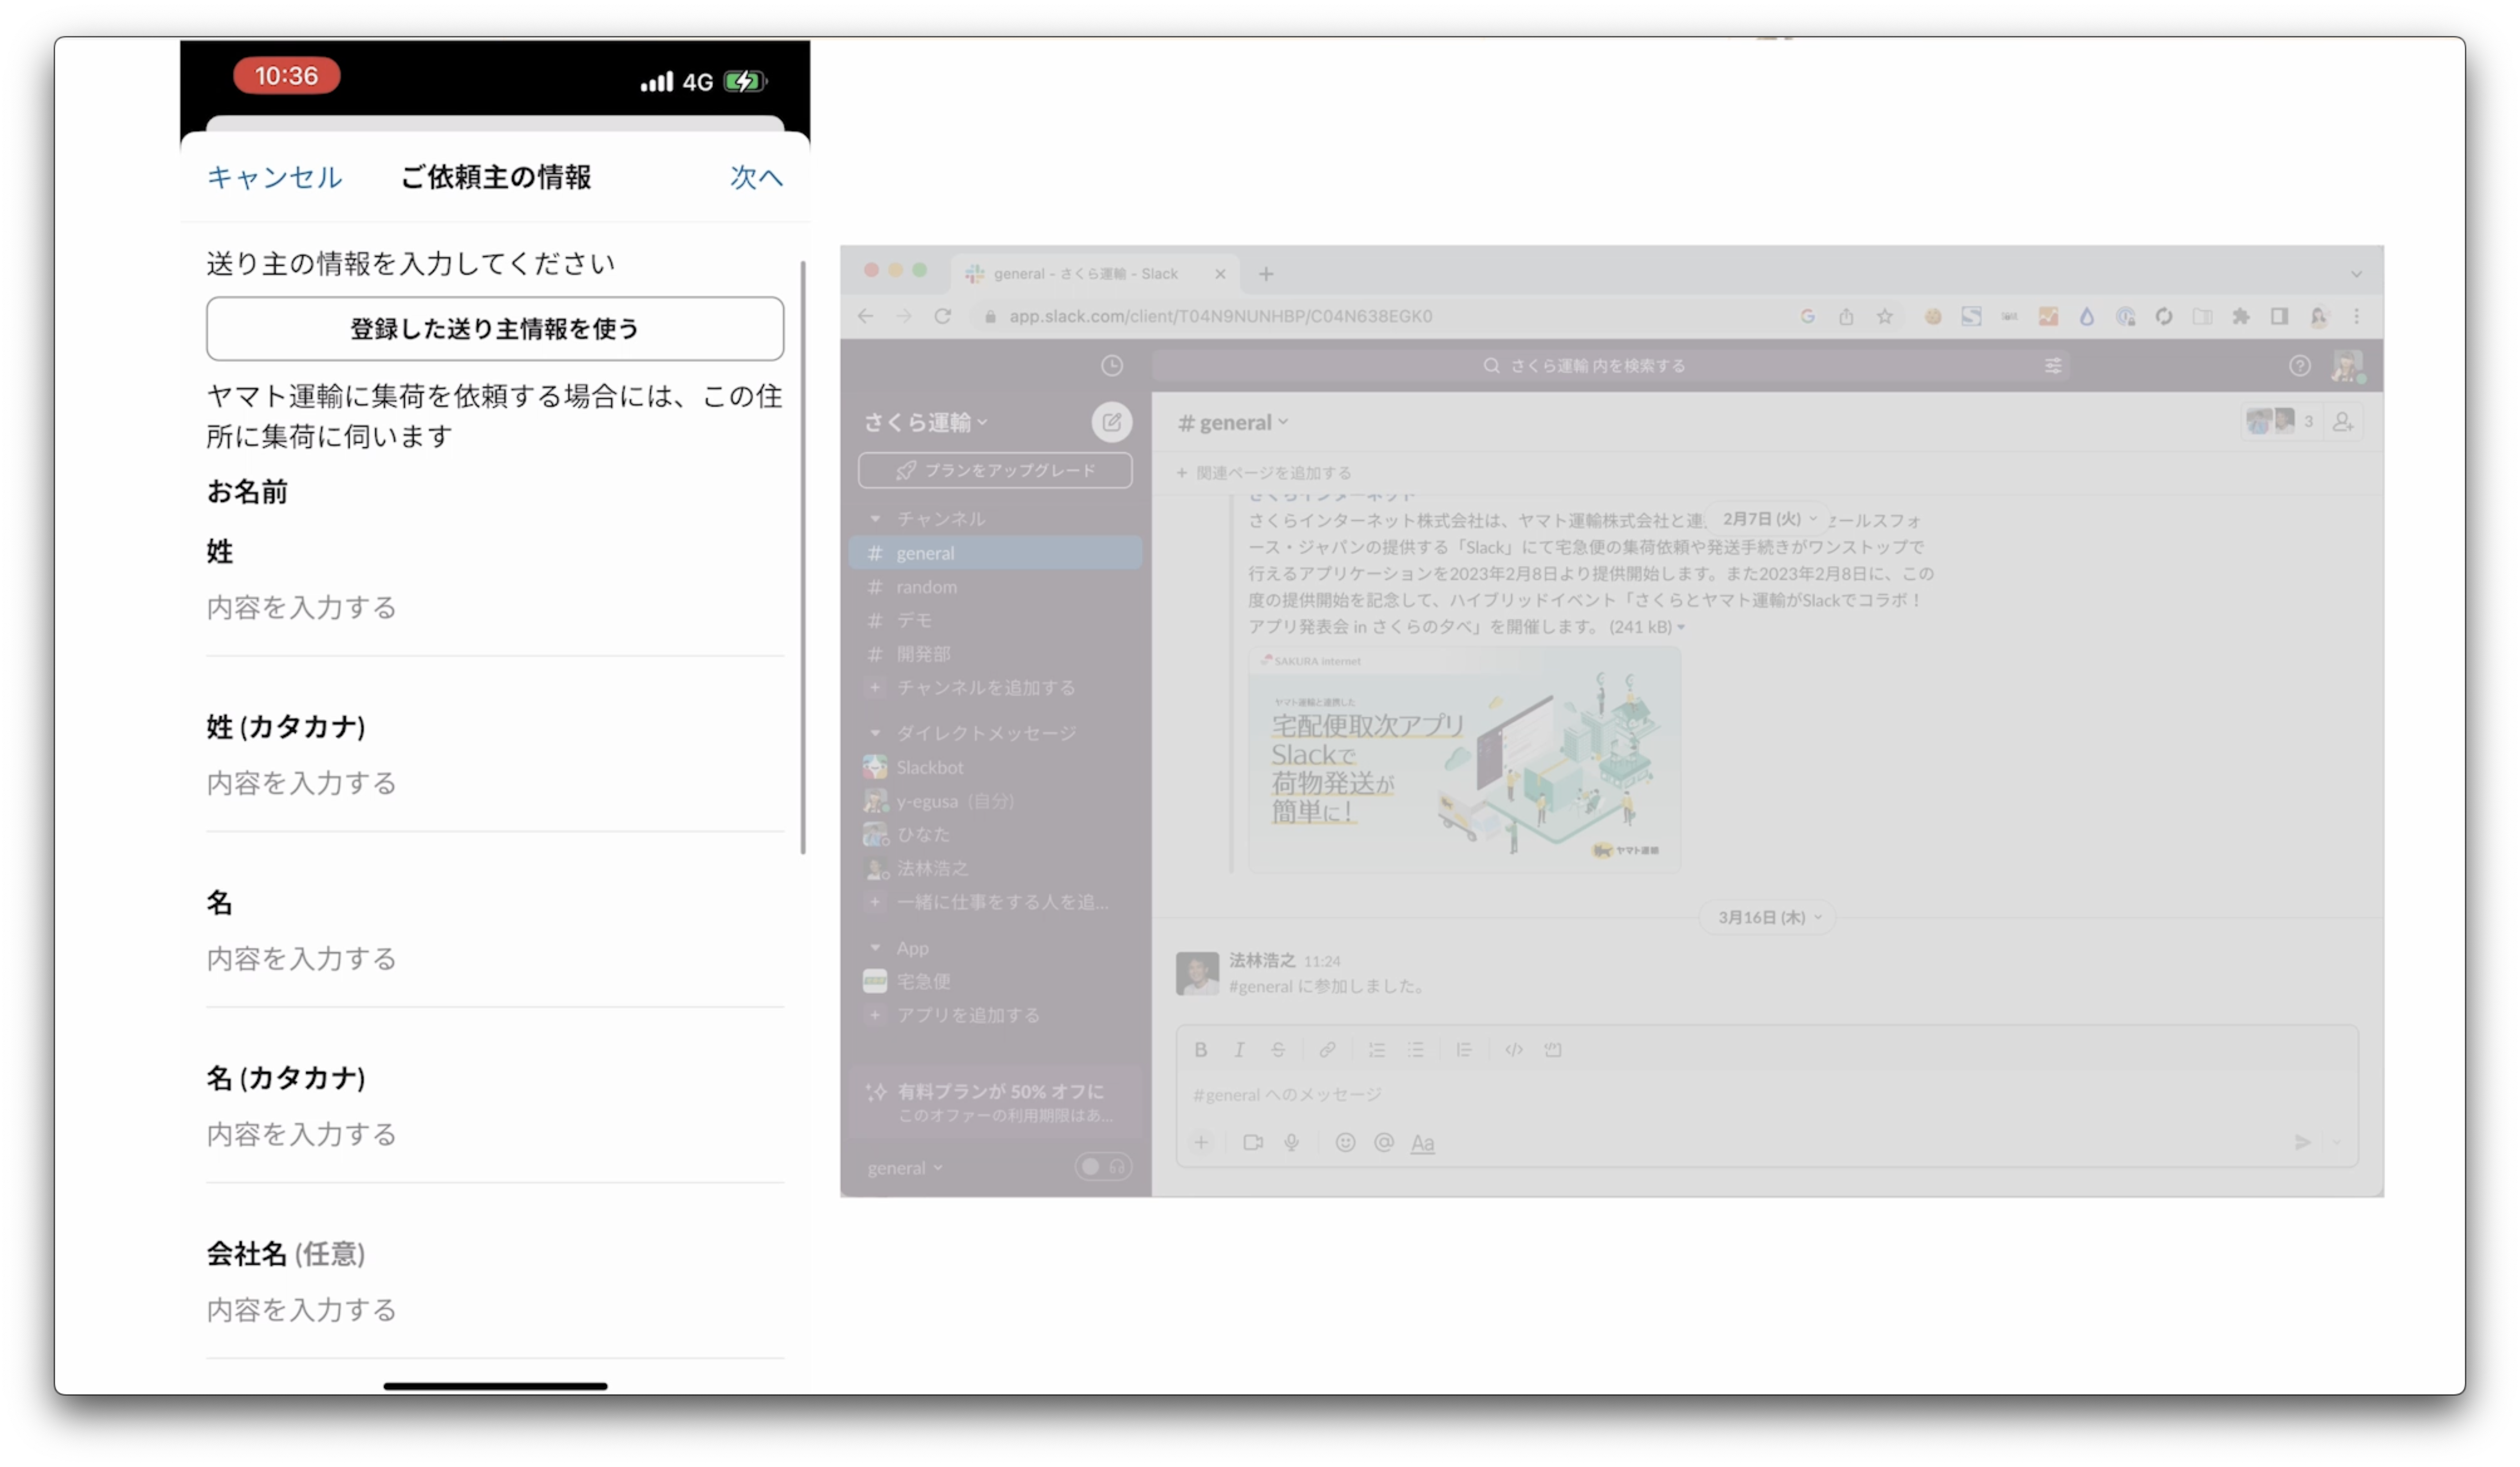 10:36
4G
キャンセル
ご依頼主の情報
次へ
送り主の情報を入力してください
登録した送り主情報を使う
ヤマト運輸に集荷を依頼する場合には、この住
所に集荷に伺います
お名前
姓
内容を入力する
姓 (カタカナ)
内容を入力する
名
内容を入力する
名 (カタカナ)
内容を入力する
会社名 (任意)
内容を入力する
general - さくら運輸 - Slack
app.slack.com/client/T04N9NUNHBP/C04N638EGK0
さくら運輸 内を検索する
さくら運輸
プランをアップグレード
チャンネル
# general
# random
# デモ
# 開発部
+ チャンネルを追加する
ダイレクトメッセージ
Slackbot
y-egusa (自分)
ひなた
法林浩之
+ 一緒に仕事をする人を追...
App
宅急便
+ アプリを追加する
有料プランが 50% オフに
このオファーの利用期限はあ...
general
# general
3
+ 関連ページを追加する
さくらインターネット
さくらインターネット株式会社は、ヤマト運輸株式会社と連
2月7日 (火)
セールスフォ
ース・ジャパンの提供する「Slack」にて宅急便の集荷依頼や発送手続きがワンストップで
行えるアプリケーションを2023年2月8日より提供開始します。また2023年2月8日に、この
度の提供開始を記念して、ハイブリッドイベント「さくらとヤマト運輸がSlackでコラボ！
アプリ発表会 in さくらの夕べ」を開催します。 (241 kB)
SAKURA internet
ヤマト運輸と連携した
宅配便取次アプリ
Slackで
荷物発送が
簡単に!
ヤマト運輸
3月16日 (木)
法林浩之 11:24
#general に参加しました。
B I S
#general へのメッセージ
@ Aa